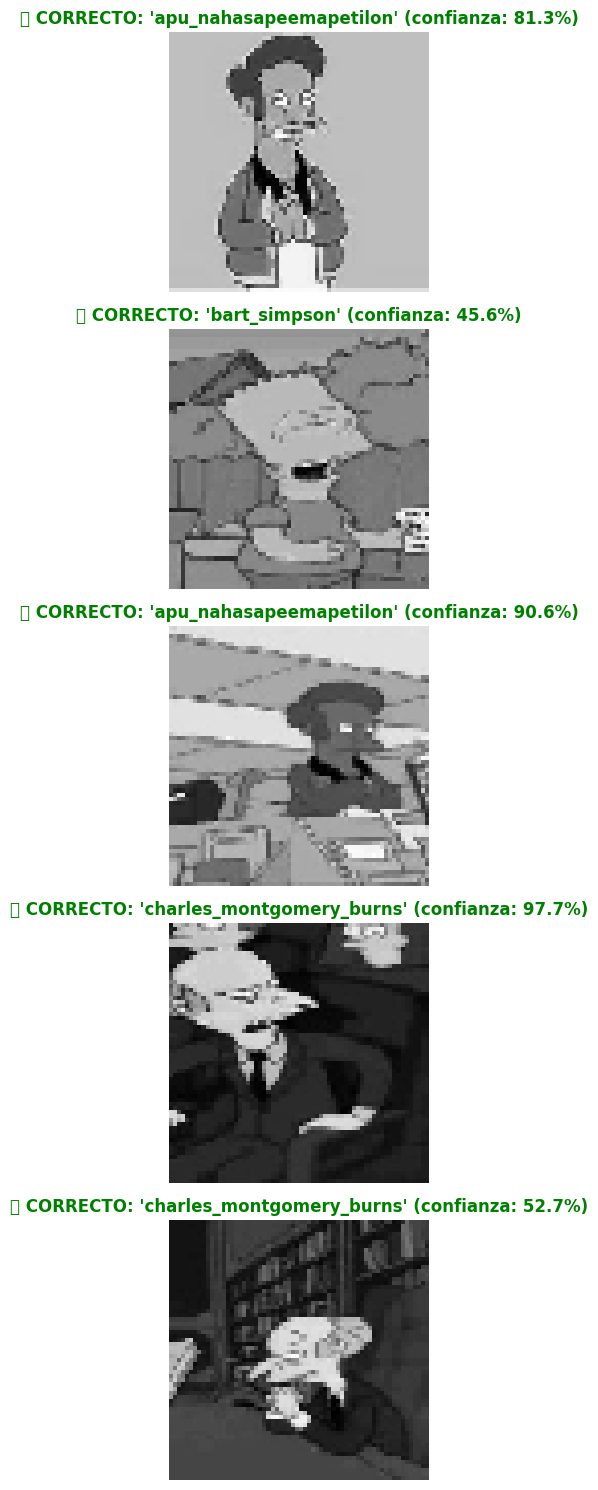 ▯ CORRECTO: 'apu_nahasapeemapetilon' (confianza: 81.3%)
▯ CORRECTO: 'bart_simpson' (confianza: 45.6%)
▯ CORRECTO: 'apu_nahasapeemapetilon' (confianza: 90.6%)
▯ CORRECTO: 'charles_montgomery_burns' (confianza: 97.7%)
▯ CORRECTO: 'charles_montgomery_burns' (confianza: 52.7%)